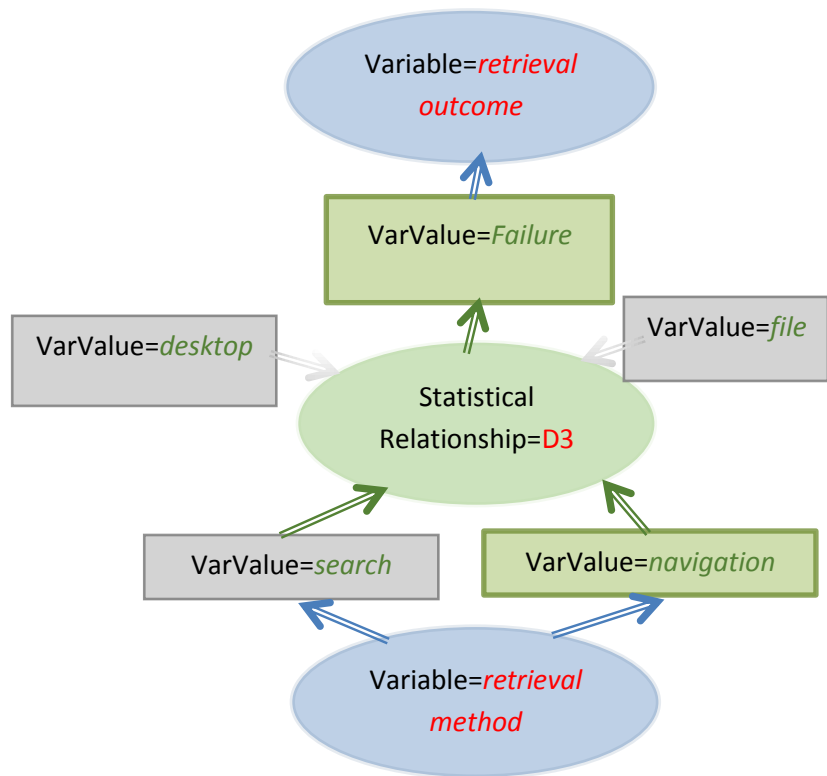 Variable=retrieval
outcome
VarValue=Failure
VarValue=desktop
VarValue=file
Statistical
Relationship=D3
VarValue=search
VarValue=navigation
Variable=retrieval
method